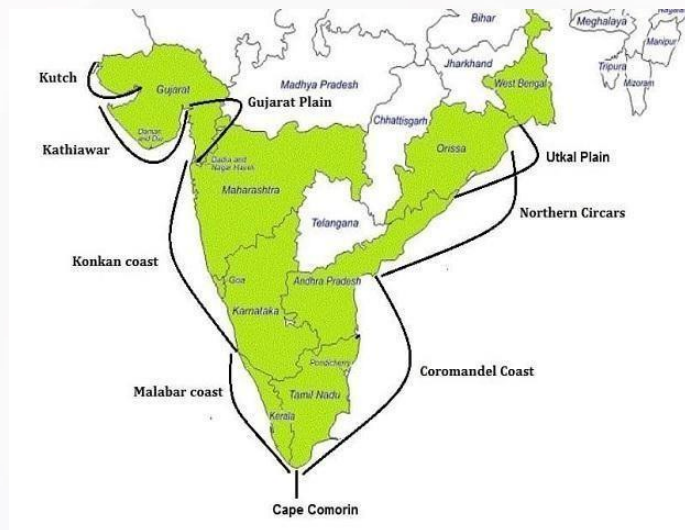 Bihar
Meghalaya
Manipur
Tripura
Mizoram
Jharkhand
West Bengal
Kutch
Gujarat
Madhya Pradesh
Gujarat Plain
Chhattisgarh
Kathiawar
Daman
and Diu
Dadra and
Nagar Haveli
Orissa
Utkal Plain
Maharashtra
Telangana
Northern Circars
Konkan coast
Goa
Andhra Pradesh
Karnataka
Pondicherry
Coromandel Coast
Malabar coast
Tamil Nadu
Kerala
Cape Comorin